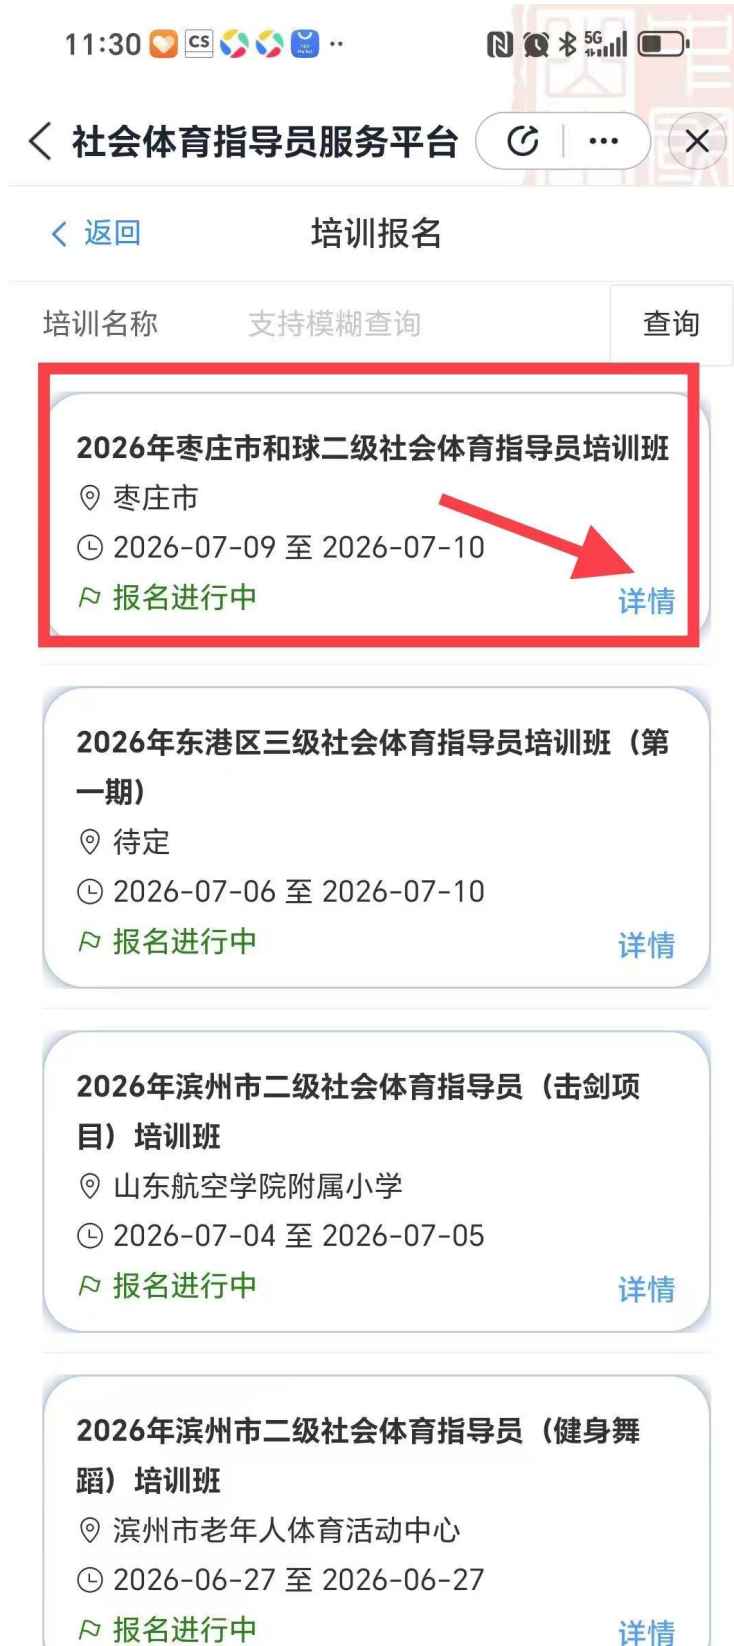 11:30 CS 5G
社会体育指导员服务平台
返回 培训报名
培训名称 支持模糊查询 查询
2026年枣庄市和球二级社会体育指导员培训班
枣庄市
2026-07-09 至 2026-07-10
报名进行中 详情
2026年东港区三级社会体育指导员培训班（第
一期）
待定
2026-07-06 至 2026-07-10
报名进行中 详情
2026年滨州市二级社会体育指导员（击剑项
目）培训班
山东航空学院附属小学
2026-07-04 至 2026-07-05
报名进行中 详情
2026年滨州市二级社会体育指导员（健身舞
蹈）培训班
滨州市老年人体育活动中心
2026-06-27 至 2026-06-27
报名进行中 详情